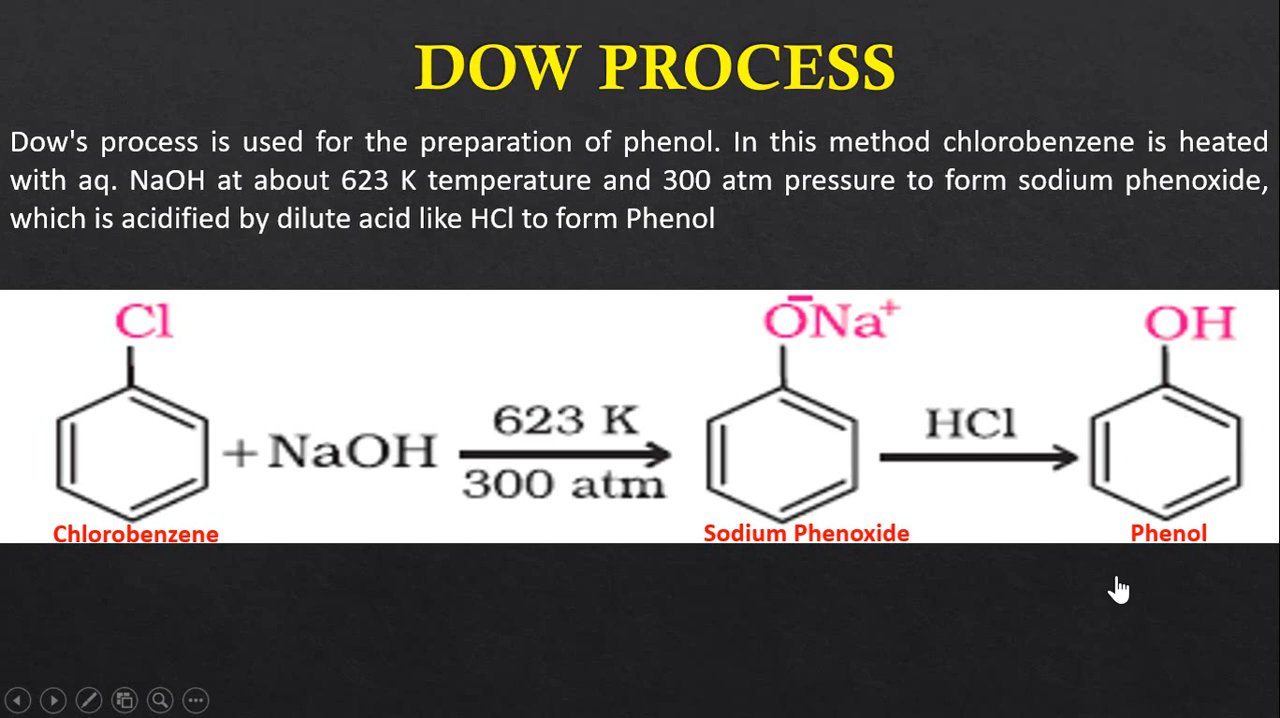 DOW PROCESS
Dow's process is used for the preparation of phenol. In this method chlorobenzene is heated
with aq. NaOH at about 623 K temperature and 300 atm pressure to form sodium phenoxide,
which is acidified by dilute acid like HCl to form Phenol
Cl
ŌNa⁺
OH
623 K
HCl
+ NaOH
300 atm
Chlorobenzene
Sodium Phenoxide
Phenol